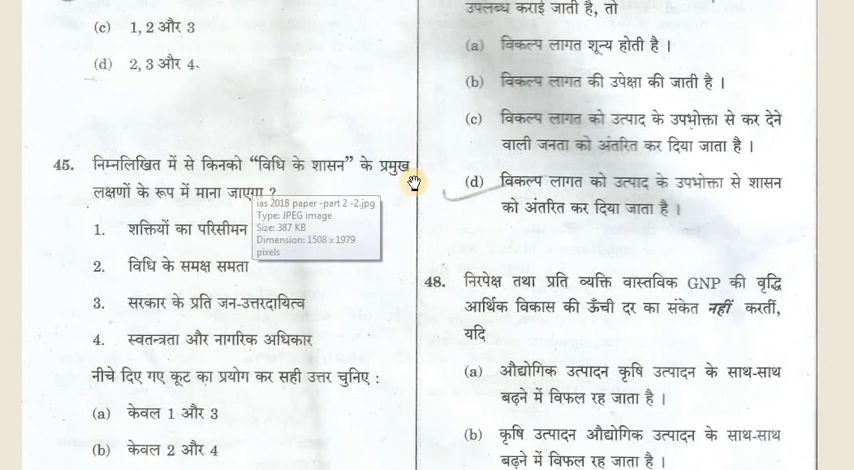 (c) 1, 2 और 3
(d) 2, 3 और 4
45. निम्नलिखित में से किनको “विधि के शासन” के प्रमुख
लक्षणों के रूप में माना जाएगा ?
1. शक्तियों का परिसीमन
2. विधि के समक्ष समता
3. सरकार के प्रति जन-उत्तरदायित्व
4. स्वतन्त्रता और नागरिक अधिकार
नीचे दिए गए कूट का प्रयोग कर सही उत्तर चुनिए :
(a) केवल 1 और 3
(b) केवल 2 और 4
ias 2018 paper -part 2 -2.jpg
Type: JPEG image
Size: 387 KB
Dimension: 1508 x 1979
pixels
उपलब्ध कराई जाती है, तो
(a) विकल्प लागत शून्य होती है ।
(b) विकल्प लागत की उपेक्षा की जाती है ।
(c) विकल्प लागत को उत्पाद के उपभोक्ता से कर देने
वाली जनता को अंतरित कर दिया जाता है ।
(d) विकल्प लागत को उत्पाद के उपभोक्ता से शासन
को अंतरित कर दिया जाता है ।
48. निरपेक्ष तथा प्रति व्यक्ति वास्तविक GNP की वृद्धि
आर्थिक विकास की ऊँची दर का संकेत नहीं करतीं,
यदि
(a) औद्योगिक उत्पादन कृषि उत्पादन के साथ-साथ
बढ़ने में विफल रह जाता है ।
(b) कृषि उत्पादन औद्योगिक उत्पादन के साथ-साथ
बढ़ने में विफल रह जाता है ।